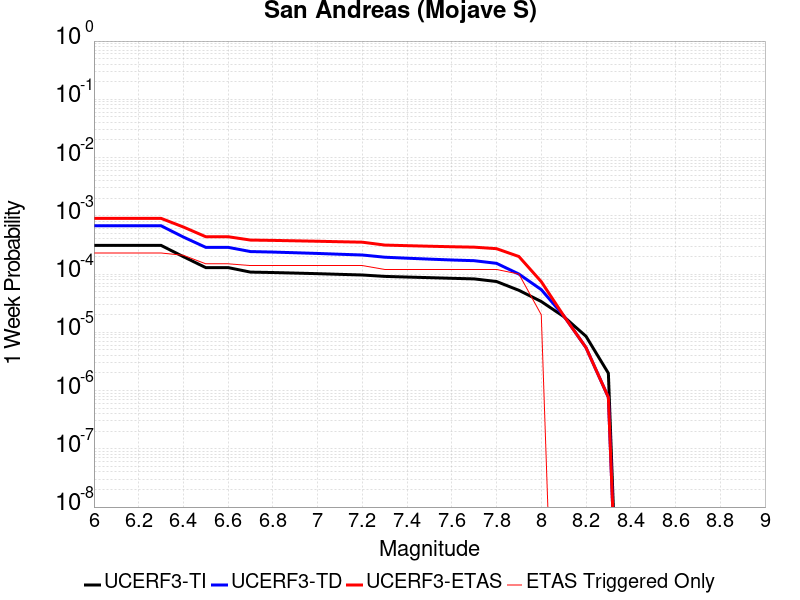 San Andreas (Mojave S)
10^0
10^-1
10^-2
10^-3
10^-4
10^-5
10^-6
10^-7
10^-8
1 Week Probability
6 6.2 6.4 6.6 6.8 7 7.2 7.4 7.6 7.8 8 8.2 8.4 8.6 8.8 9
Magnitude
UCERF3-TI UCERF3-TD UCERF3-ETAS ETAS Triggered Only